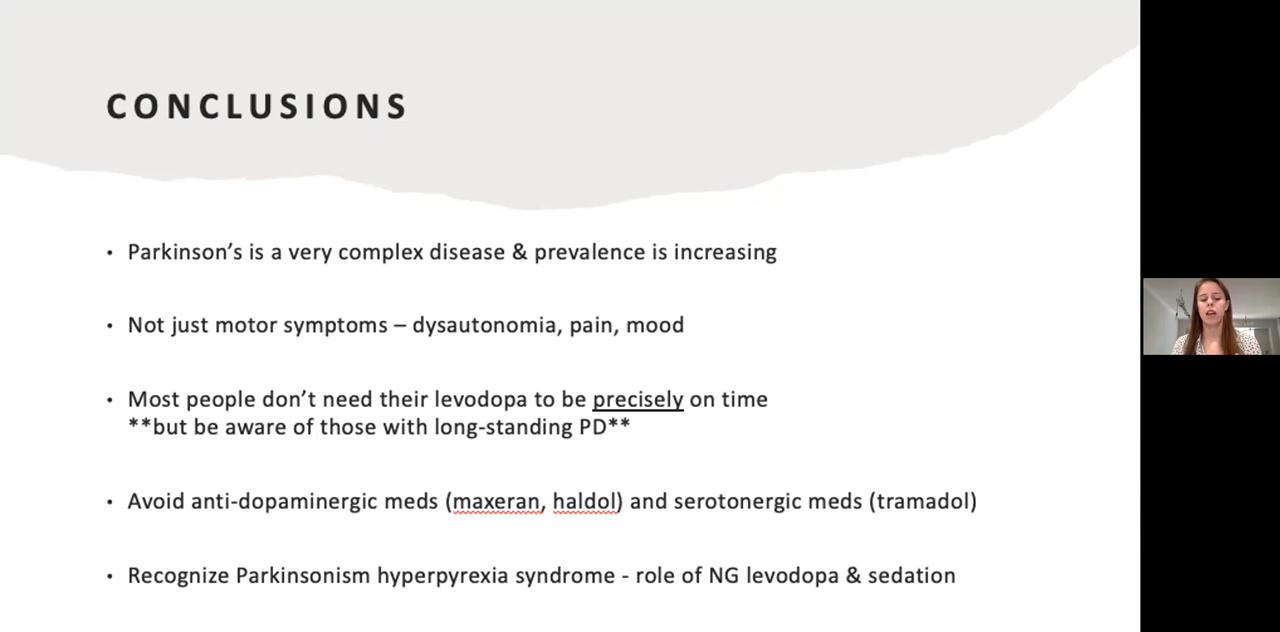 CONCLUSIONS
• Parkinson’s is a very complex disease & prevalence is increasing
• Not just motor symptoms – dysautonomia, pain, mood
• Most people don’t need their levodopa to be precisely on time
**but be aware of those with long-standing PD**
• Avoid anti-dopaminergic meds (maxeran, haldol) and serotonergic meds (tramadol)
• Recognize Parkinsonism hyperpyrexia syndrome - role of NG levodopa & sedation